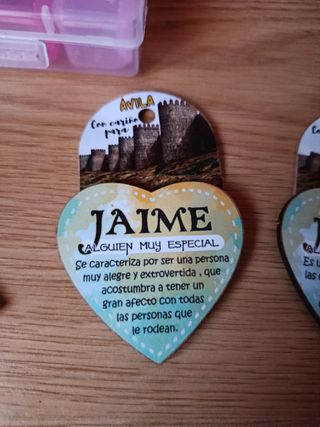 ÁVILA
Con cariño
para
JAIME
ALGUIEN MUY ESPECIAL
Se caracteriza por ser una persona
muy alegre y extrovertida , que
acostumbra a tener un
gran afecto con todas
las personas que
le rodean.